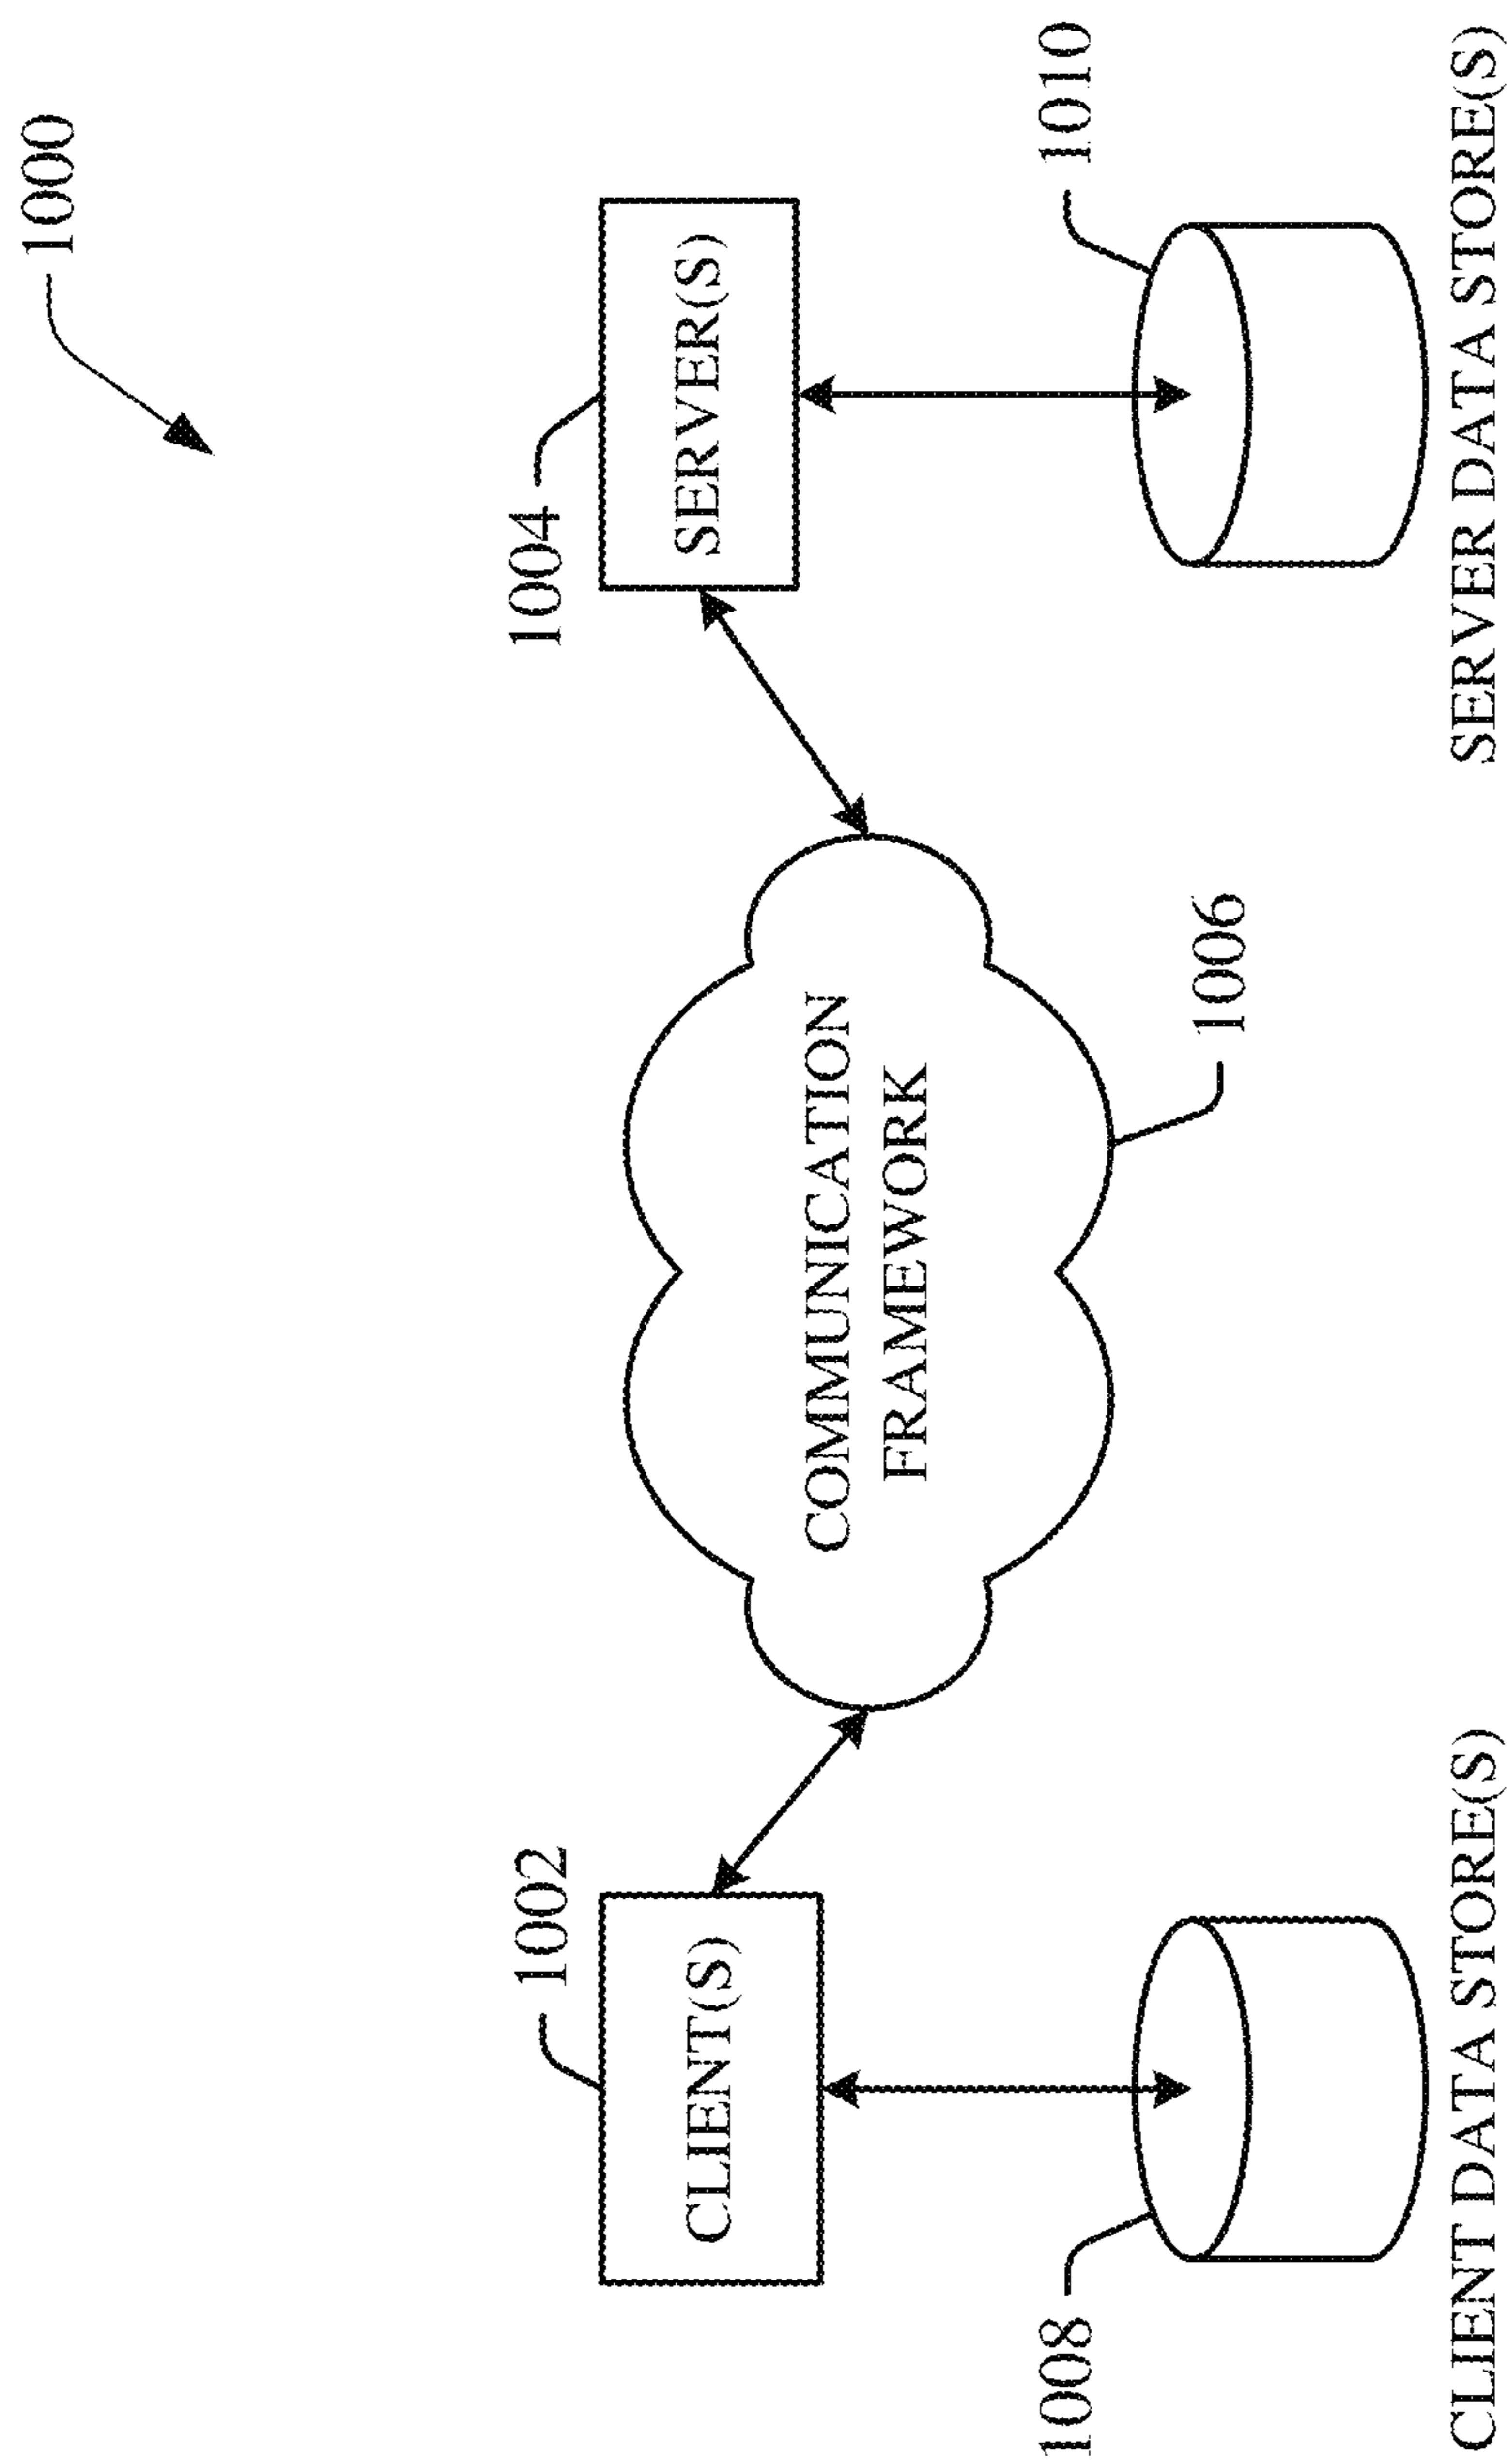 1000
1002
CLIENT(S)
1004
SERVER(S)
COMMUNICATION
FRAMEWORK
1006
1008
1010
CLIENT DATA STORE(S)
SERVER DATA STORE(S)